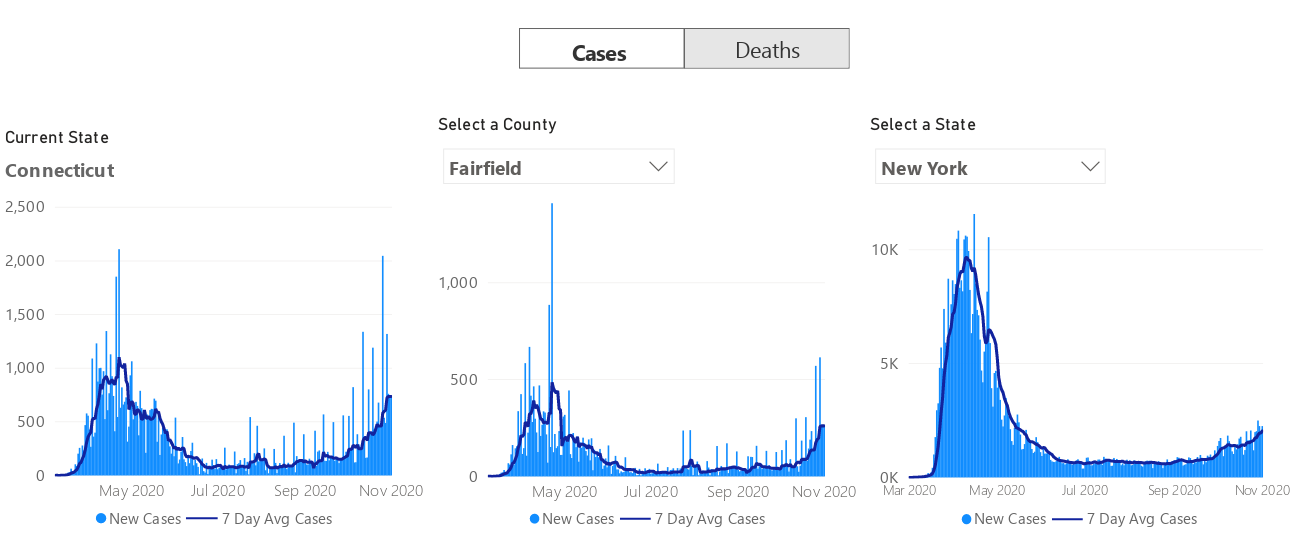 Cases Deaths
Current State
Connecticut
2,500
2,000
1,500
1,000
500
0
May 2020 Jul 2020 Sep 2020 Nov 2020
New Cases 7 Day Avg Cases
Select a County
Fairfield
1,000
500
0
May 2020 Jul 2020 Sep 2020 Nov 2020
New Cases 7 Day Avg Cases
Select a State
New York
10K
5K
0K
Mar 2020 May 2020 Jul 2020 Sep 2020 Nov 2020
New Cases 7 Day Avg Cases